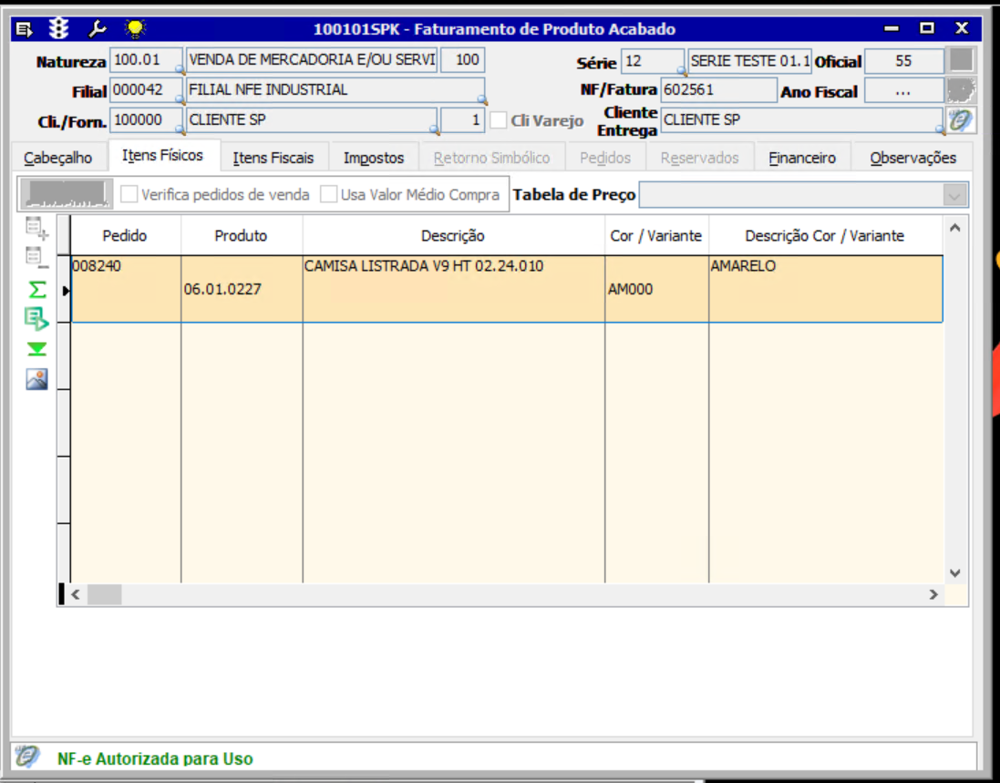 100101SPK - Faturamento de Produto Acabado
Natureza 100.01 VENDA DE MERCADORIA E/OU SERVI 100 Série 12 SERIE TESTE 01.1 Oficial 55
Filial 000042 FILIAL NFE INDUSTRIAL NF/Fatura 602561 Ano Fiscal ...
Cli./Forn. 100000 CLIENTE SP 1 Cli Varejo Cliente Entrega CLIENTE SP
Cabeçalho Itens Físicos Itens Fiscais Impostos Retorno Simbólico Pedidos Reservados Financeiro Observações
Verifica pedidos de venda Usa Valor Médio Compra Tabela de Preço
Pedido Produto Descrição Cor / Variante Descrição Cor / Variante
008240 CAMISA LISTRADA V9 HT 02.24.010 AMARELO
06.01.0227 AM000
NF-e Autorizada para Uso